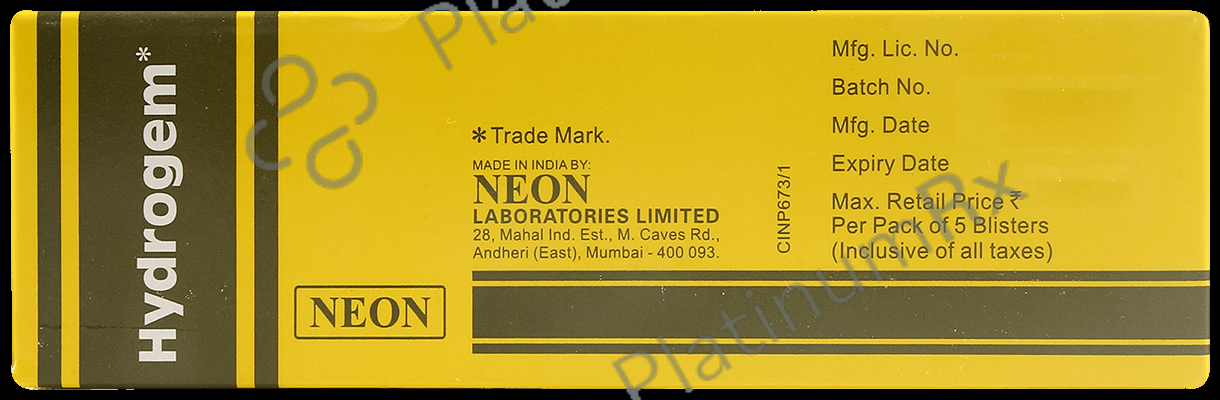 Hydrogem*
* Trade Mark.
MADE IN INDIA BY:
NEON
LABORATORIES LIMITED
28, Mahal Ind. Est., M. Caves Rd.,
Andheri (East), Mumbai - 400 093.
NEON
CINP673/1
Mfg. Lic. No.
Batch No.
Mfg. Date
Expiry Date
Max. Retail Price ₹
Per Pack of 5 Blisters
(Inclusive of all taxes)
Plati
PlatinumRx